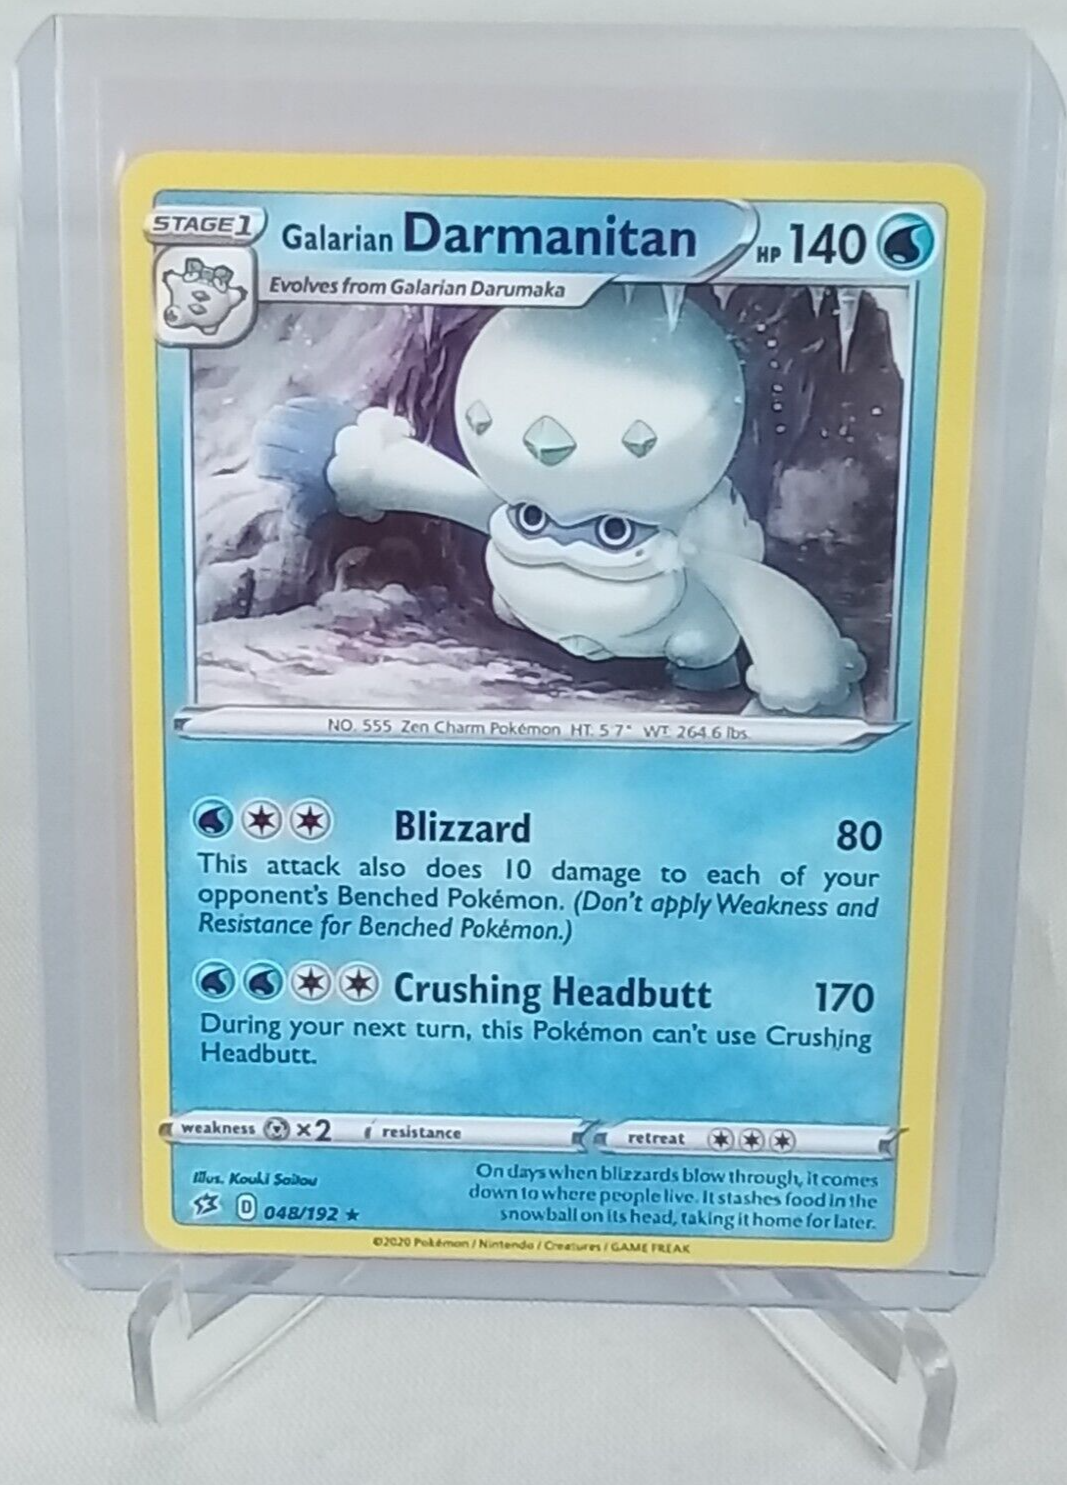 STAGE 1 Galarian Darmanitan HP 140
Evolves from Galarian Darumaka
NO. 555 Zen Charm Pokémon HT: 5'7" WT: 264.6 lbs.
Blizzard 80
This attack also does 10 damage to each of your
opponent's Benched Pokémon. (Don't apply Weakness and
Resistance for Benched Pokémon.)
Crushing Headbutt 170
During your next turn, this Pokémon can't use Crushing
Headbutt.
weakness ×2 resistance retreat
Illus. Kouki Saitou
D 048/192 ★
On days when blizzards blow through, it comes
down to where people live. It stashes food in the
snowball on its head, taking it home for later.
©2020 Pokémon / Nintendo / Creatures / GAME FREAK